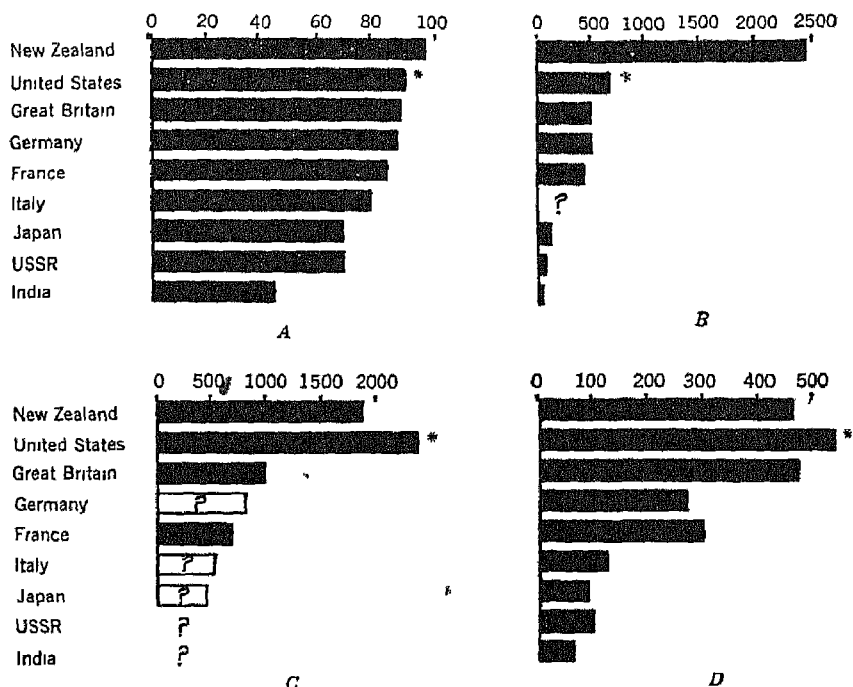 0 20 40 60 80 100
New Zealand
United States *
Great Britain
Germany
France
Italy
Japan
USSR
India
A
0 500 1000 1500 2000 2500
*
?
B
0 500 1000 1500 2000
New Zealand
United States *
Great Britain
Germany ?
France
Italy ?
Japan ?
USSR ?
India ?
C
0 100 200 300 400 500
*
D